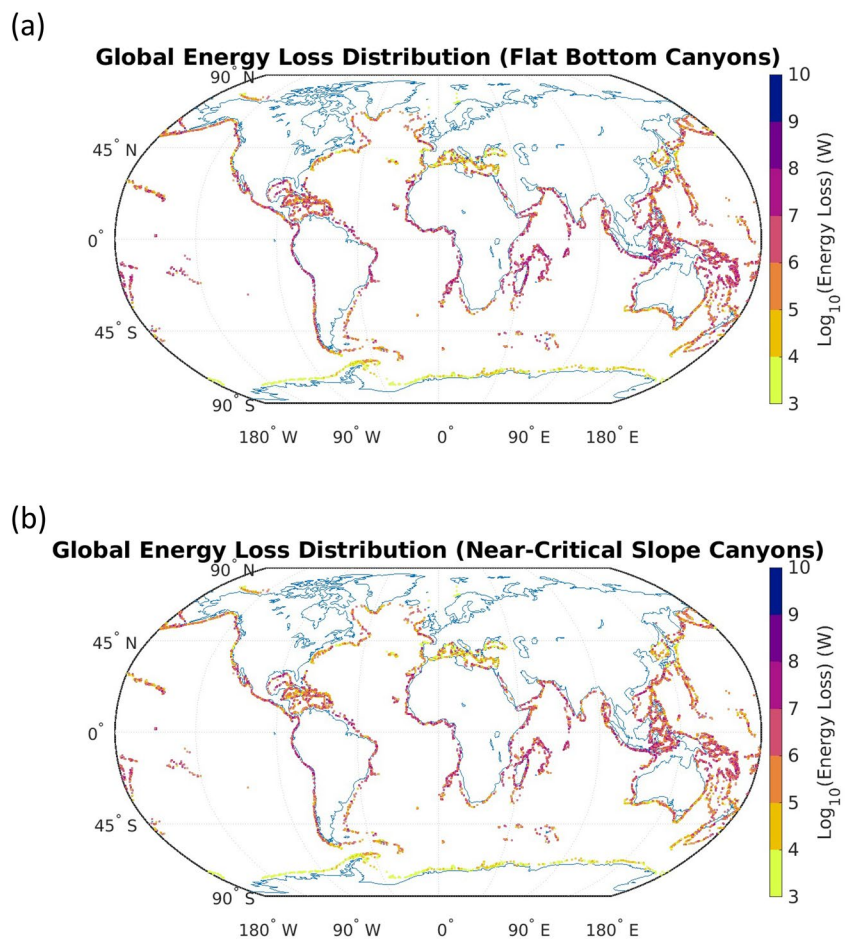 (a)
Global Energy Loss Distribution (Flat Bottom Canyons)
90° N
45° N
0°
45° S
90° S
180° W 90° W 0° 90° E 180° E
10
9
8
7
6
5
4
3
Log10(Energy Loss) (W)
(b)
Global Energy Loss Distribution (Near-Critical Slope Canyons)
90° N
45° N
0°
45° S
90° S
180° W 90° W 0° 90° E 180° E
10
9
8
7
6
5
4
3
Log10(Energy Loss) (W)